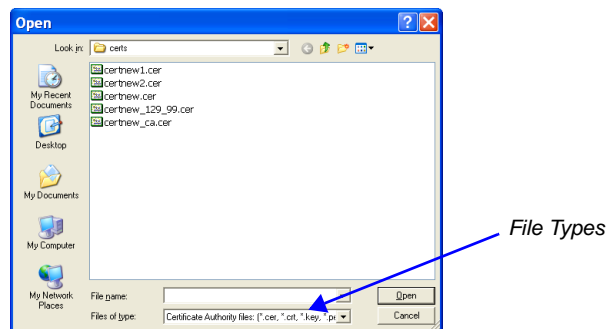 Open
Look in:
certs
certnew1.cer
certnew2.cer
certnew.cer
certnew_129_99.cer
certnew_ca.cer
My Recent
Documents
Desktop
My Documents
My Computer
My Network
Places
File name:
Open
Files of type:
Certificate Authority files: (*.cer, *.crt, *.key, *.pe
Cancel
File Types